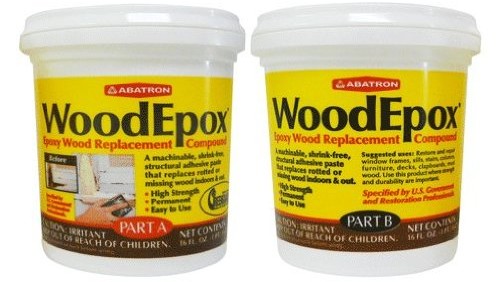 ABATRON
WoodEpox®
Epoxy Wood Replacement Compound
Before
A machinable, shrink-free,
structural adhesive paste
that replaces rotted or
missing wood indoors & out.
• High Strength
• Permanent
• Easy to Use
PART A
CAUTION: IRRITANT
KEEP OUT OF REACH OF CHILDREN.
NET CONTENT
16 FL. OZ.
ABATRON
WoodEpox®
Epoxy Wood Replacement Compound
A machinable, shrink-free,
structural adhesive paste
that replaces rotted or
missing wood indoors & out.
• High Strength
• Permanent
• Easy to Use
Suggested uses: Restore and repair
window frames, sills, stairs, columns,
furniture, decks, clapboards, most
wood. Use this product where strength
and durability are important.
Specified by U.S. Government
and Restoration Professionals
PART B
CAUTION: IRRITANT
KEEP OUT OF REACH OF CHILDREN.
NET CONTENT
16 FL. OZ.